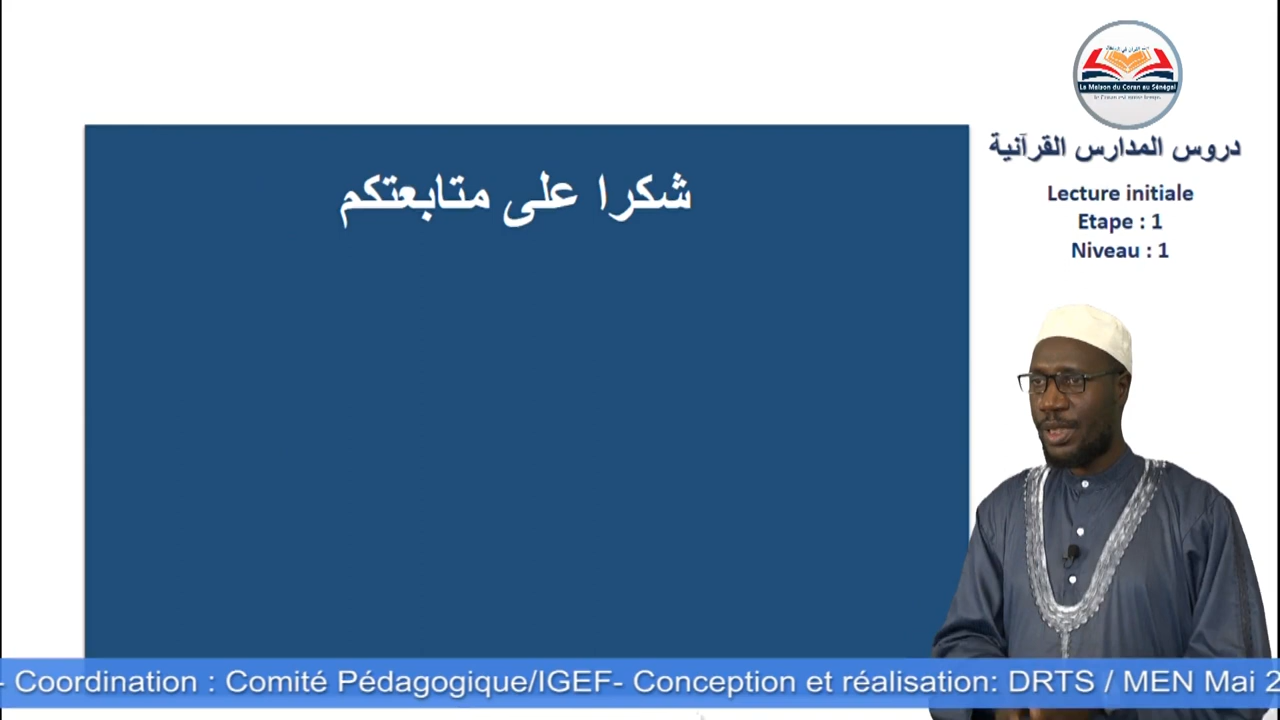 La Maison du Coran au Sénégal
دروس المدارس القرآنية
Lecture initiale
Etape : 1
Niveau : 1
شكرا على متابعتكم
- Coordination : Comité Pédagogique/IGEF- Conception et réalisation: DRTS / MEN Mai 2